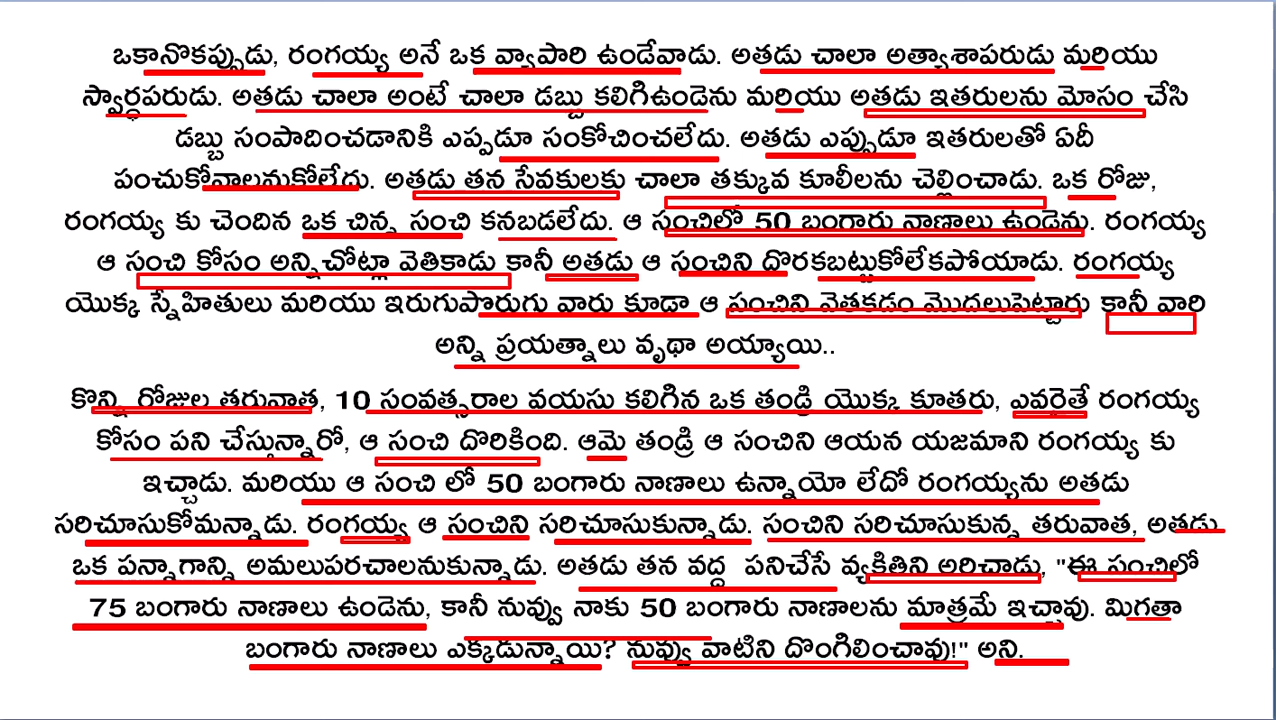 ఒకానొకప్పుడు, రంగయ్య అనే ఒక వ్యాపారి ఉండేవాడు. అతడు చాలా అత్యాశాపరుడు మరియు
స్వార్థపరుడు. అతడు చాలా అంటే చాలా డబ్బు కలిగిఉండెను మరియు అతడు ఇతరులను మోసం చేసి
డబ్బు సంపాదించడానికి ఎప్పడూ సంకోచించలేదు. అతడు ఎప్పుడూ ఇతరులతో ఏదీ
పంచుకోవాలనుకోలేదు. అతడు తన సేవకులకు చాలా తక్కువ కూలీలను చెల్లించాడు. ఒక రోజు,
రంగయ్య కు చెందిన ఒక చిన్న సంచి కనబడలేదు. ఆ సంచిలో 50 బంగారు నాణాలు ఉండెను. రంగయ్య
ఆ సంచి కోసం అన్నిచోట్లా వెతికాడు కానీ అతడు ఆ సంచిని దొరకబట్టుకోలేకపోయాడు. రంగయ్య
యొక్క స్నేహితులు మరియు ఇరుగుపొరుగు వారు కూడా ఆ సంచిని వెతకడం మొదలుపెట్టారు కానీ వారి
అన్ని ప్రయత్నాలు వృథా అయ్యాయి..
కొన్ని రోజుల తరువాత, 10 సంవత్సరాల వయసు కలిగిన ఒక తండ్రి యొక్క కూతరు, ఎవరైతే రంగయ్య
కోసం పని చేస్తున్నారో, ఆ సంచి దొరికింది. ఆమె తండ్రి ఆ సంచిని ఆయన యజమాని రంగయ్య కు
ఇచ్చాడు. మరియు ఆ సంచి లో 50 బంగారు నాణాలు ఉన్నాయో లేదో రంగయ్యను అతడు
సరిచూసుకోమన్నాడు. రంగయ్య ఆ సంచిని సరిచూసుకున్నాడు. సంచిని సరిచూసుకున్న తరువాత, అతడు
ఒక పన్నాగాన్ని అమలుపరచాలనుకున్నాడు. అతడు తన వద్ద పనిచేసే వ్యకితిని అరిచాడు, "ఈ సంచిలో
75 బంగారు నాణాలు ఉండెను, కానీ నువ్వు నాకు 50 బంగారు నాణాలను మాత్రమే ఇచ్చావు. మిగతా
బంగారు నాణాలు ఎక్కడున్నాయి? నువ్వు వాటిని దొంగిలించావు!" అని.